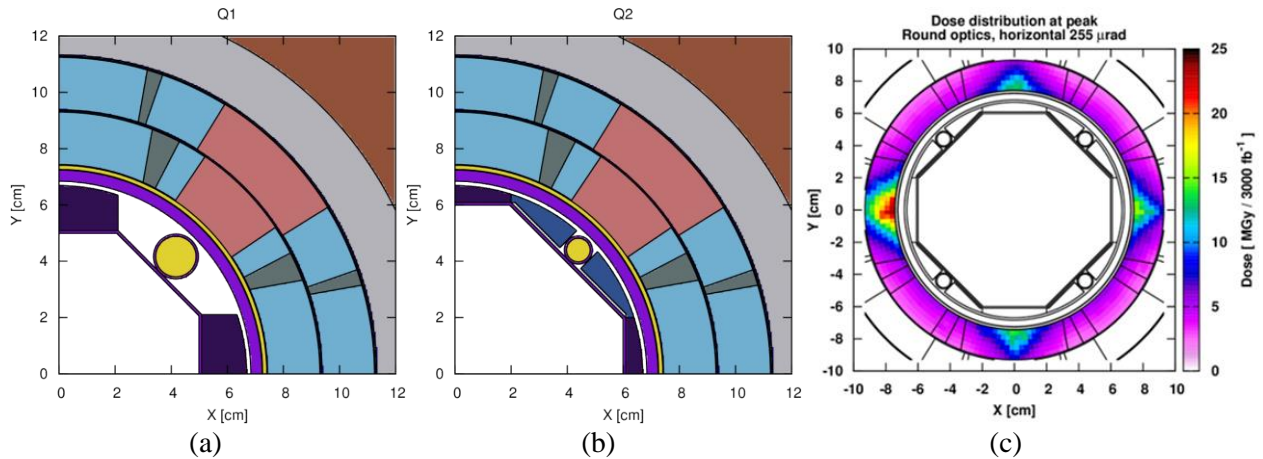 Q1
12
10
8
6
4
2
0
Y [cm]
0 2 4 6 8 10 12
X [cm]
(a)
Q2
12
10
8
6
4
2
0
Y [cm]
0 2 4 6 8 10 12
X [cm]
(b)
Dose distribution at peak
Round optics, horizontal 255 μrad
10
8
6
4
2
0
-2
-4
-6
-8
-10
Y [cm]
-10 -8 -6 -4 -2 0 2 4 6 8 10
X [cm]
25
20
15
10
5
0
Dose [ MGy / 3000 fb⁻¹ ]
(c)